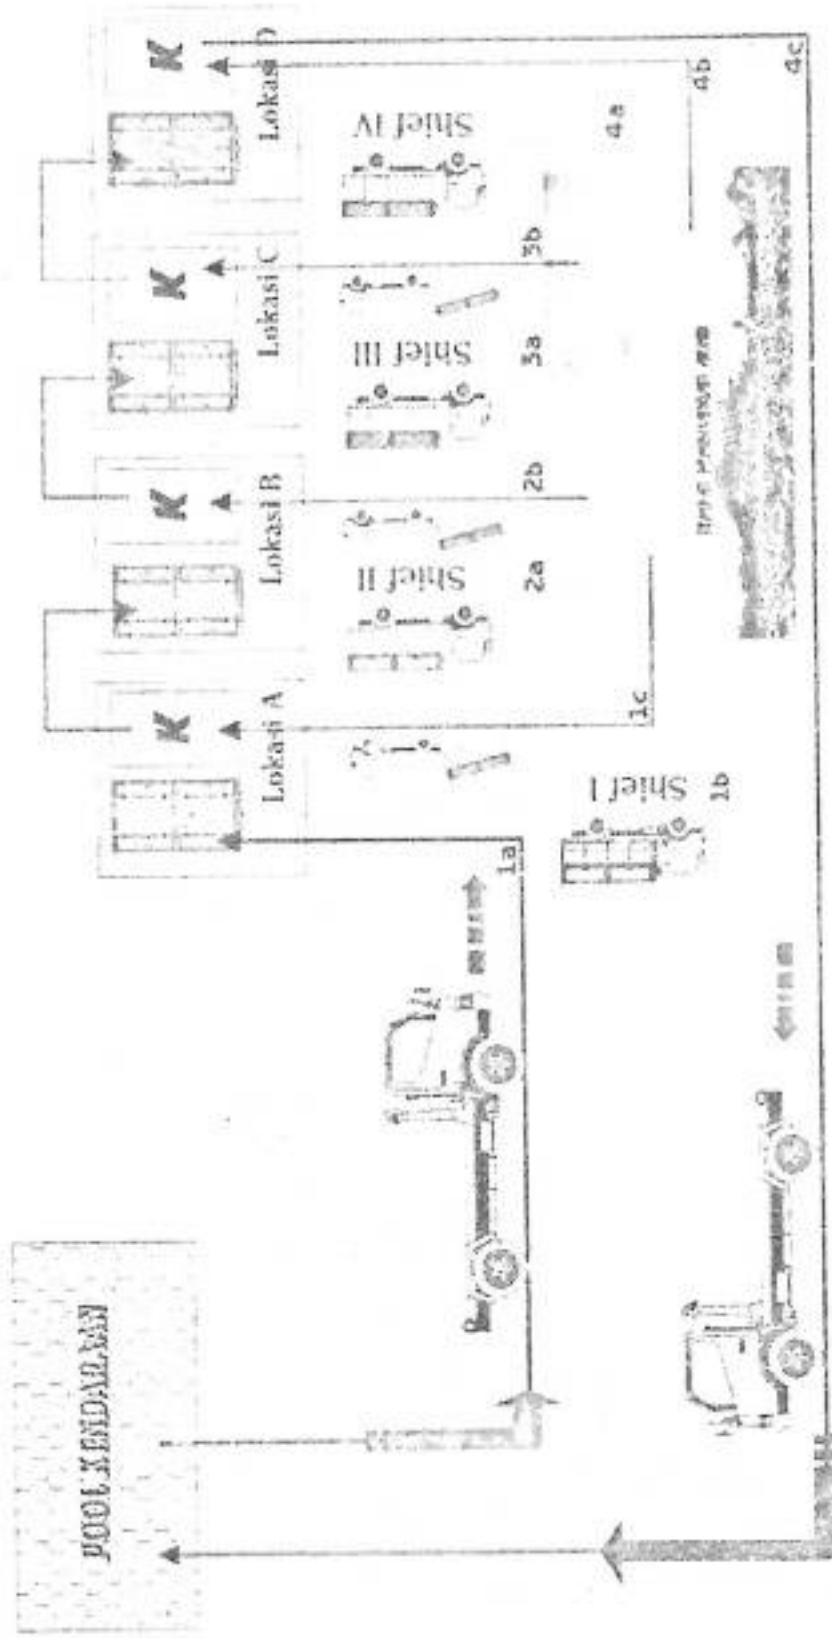 POOL KENDARAAN
1a
Lokasi A
K
Lokasi B
K
Lokasi C
K
Lokasi D
K
Shief I
1b
1c
Shief II
2a
2b
Shief III
3a
3b
Shief IV
4a
4b
4c